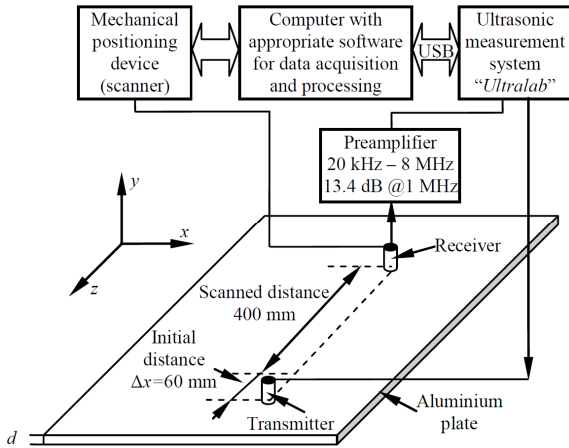 Mechanical
positioning
device
(scanner)
Computer with
appropriate software
for data acquisition
and processing
USB
Ultrasonic
measurement
system
“Ultralab”
Preamplifier
20 kHz – 8 MHz
13.4 dB @1 MHz
y
x
z
Receiver
Scanned distance
400 mm
Initial
distance
Δx=60 mm
Transmitter
Aluminium
plate
d